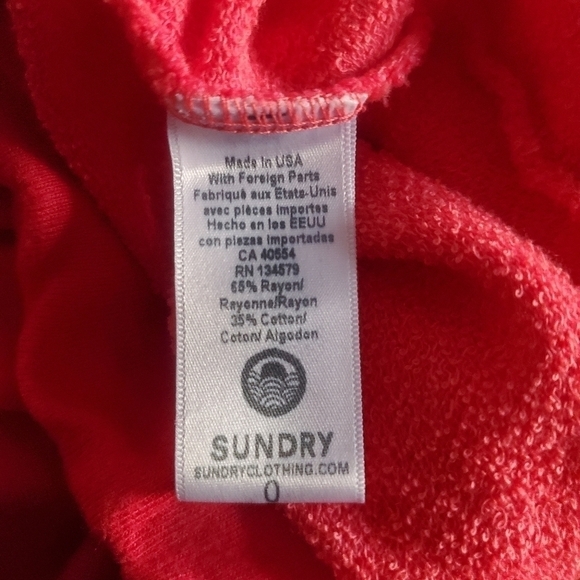 Made in USA
With Foreign Parts
Fabriqué aux Etats-Unis
avec pièces importes
Hecho en los EEUU
con piezas importadas
CA 40554
RN 134579
65% Rayon/
Rayonne/Rayon
35% Cotton/
Coton/ Algodon
SUNDRY
SUNDRYCLOTHING.COM
0